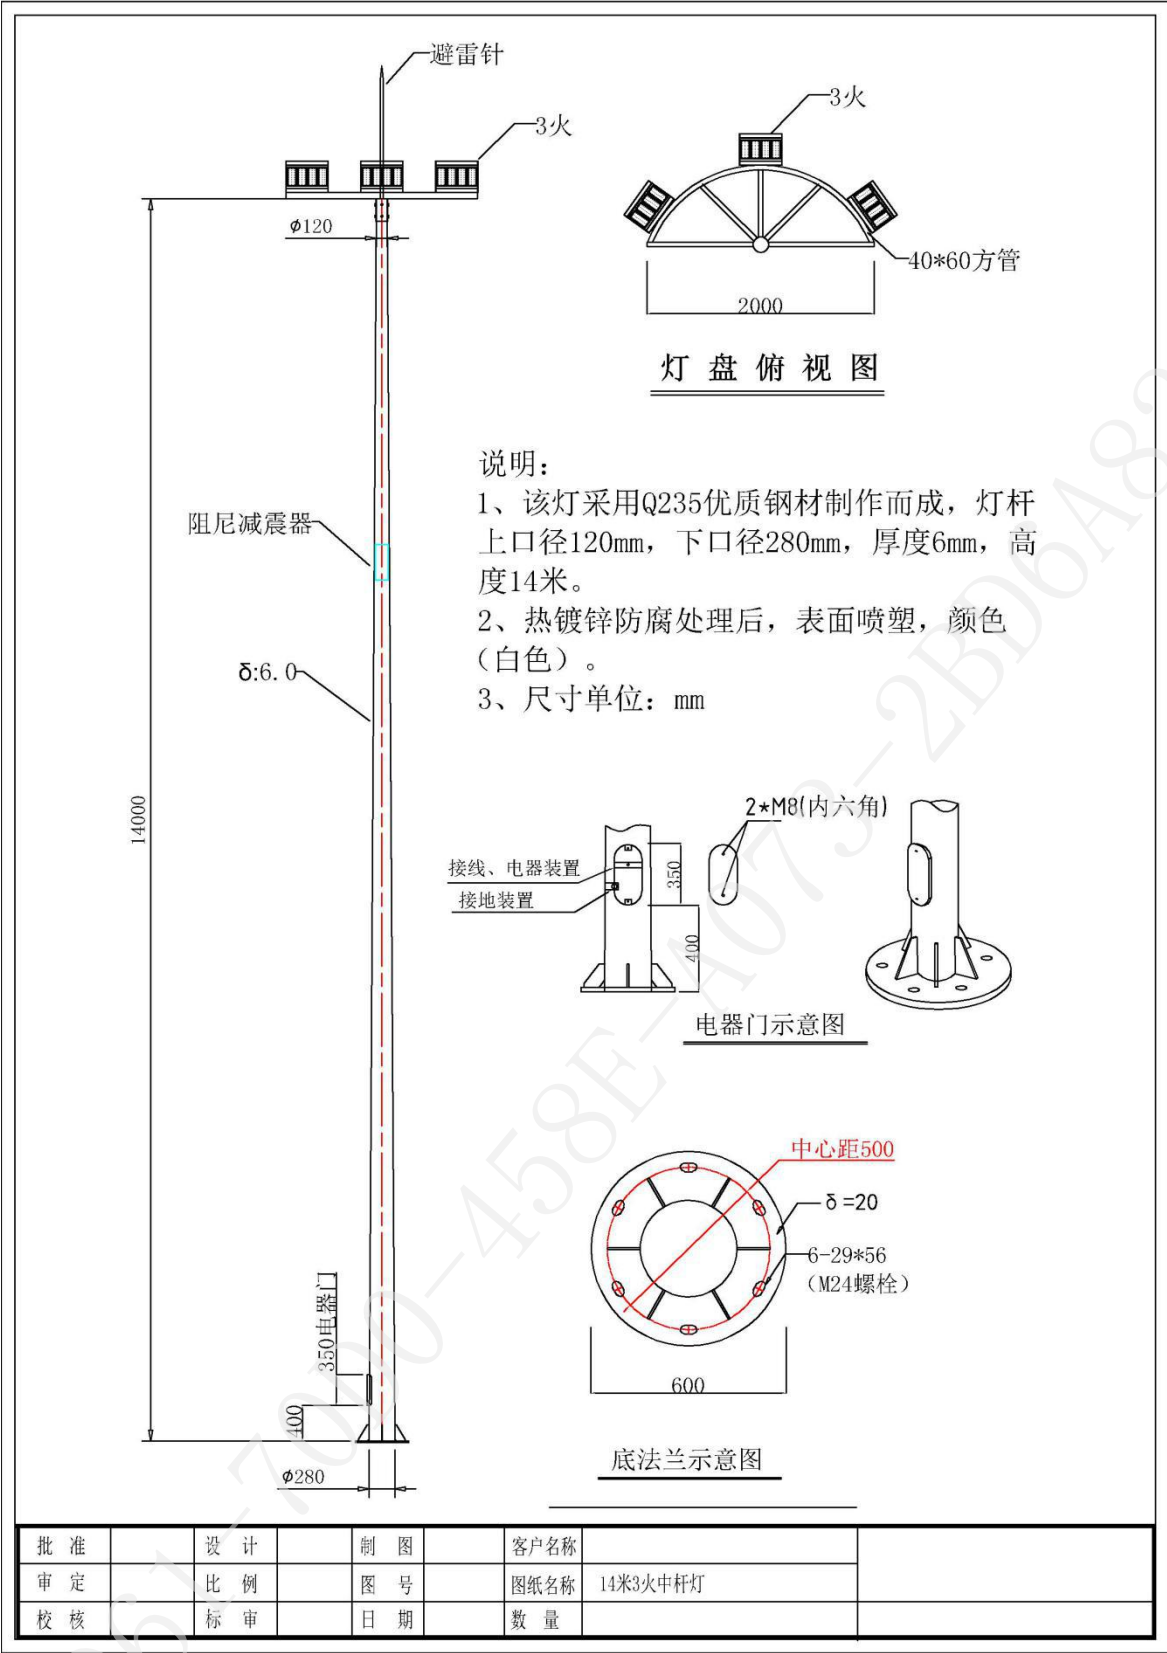 避雷针
3火
3火
φ120
40*60方管
2000
灯盘俯视图
说明：
1、该灯采用Q235优质钢材制作而成，灯杆
上口径120mm，下口径280mm，厚度6mm，高
度14米。
2、热镀锌防腐处理后，表面喷塑，颜色
（白色）。
3、尺寸单位：mm
阻尼减震器
δ:6.0
14000
2*M8(内六角)
接线、电器装置
接地装置
350
400
电器门示意图
中心距500
δ=20
6-29*56
（M24螺栓）
600
底法兰示意图
350电器门
400
φ280
批 准 设 计 制 图 客户名称
审 定 比 例 图 号 图纸名称 14米3火中杆灯
校 核 标 审 日 期 数 量
61-70D0-458E-A073-2BD6A82